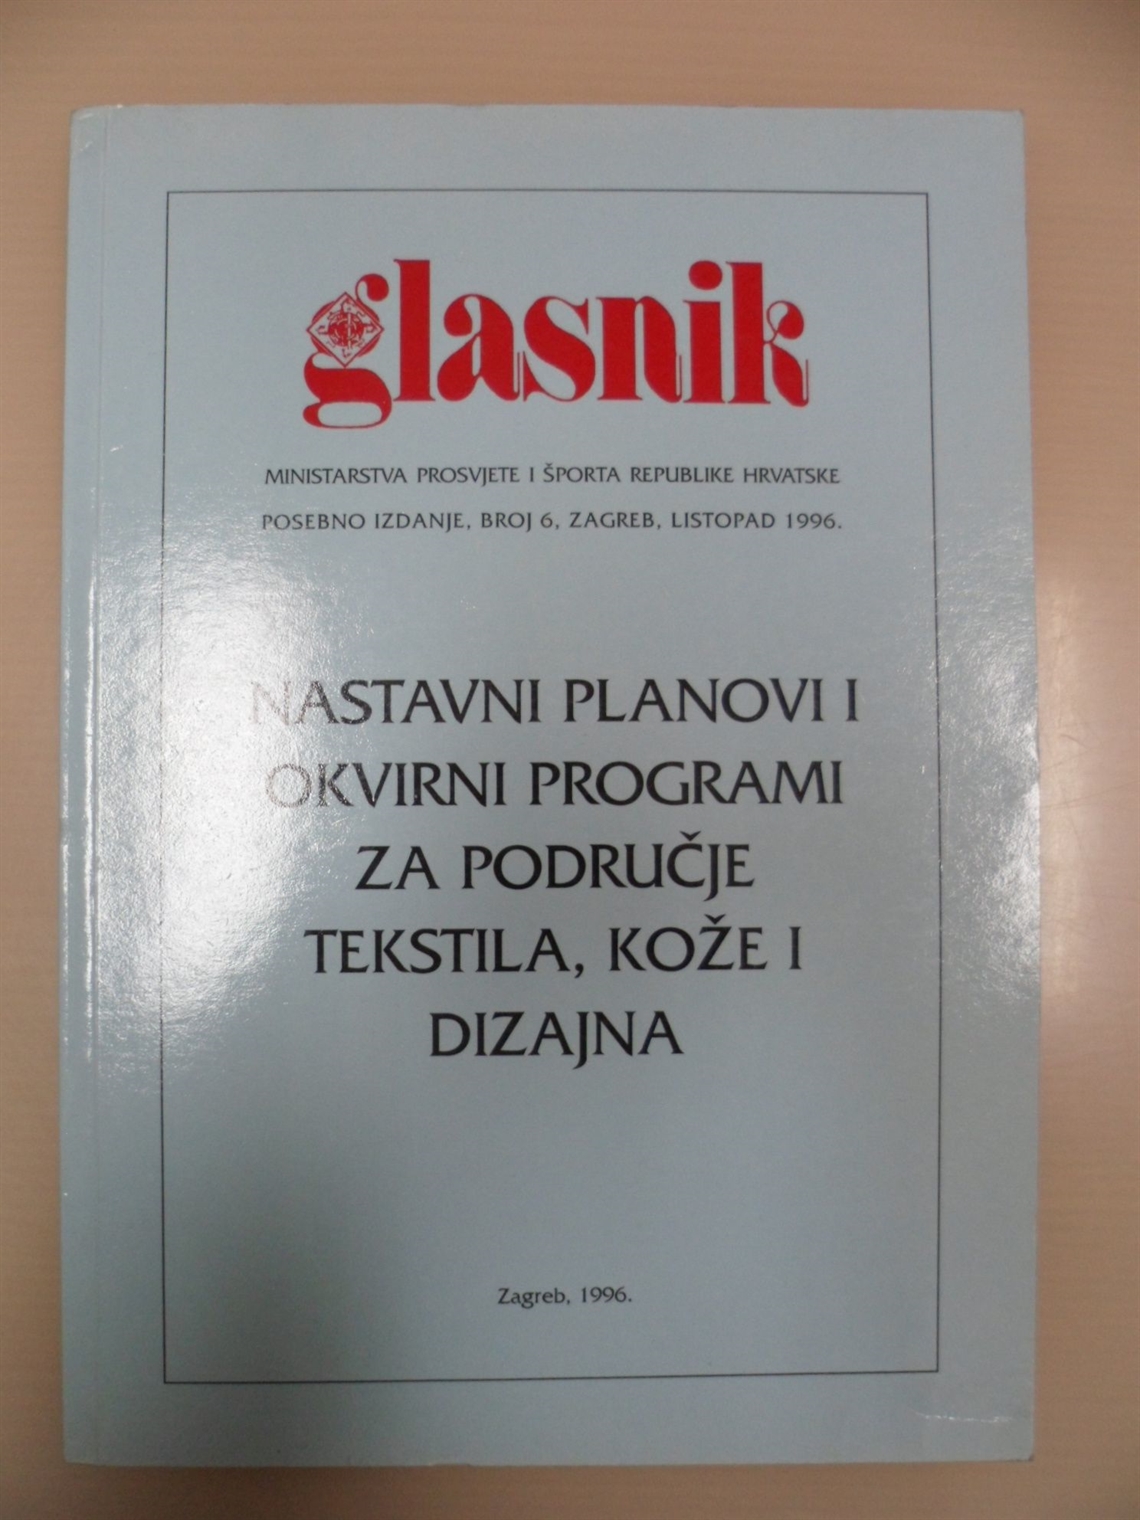 glasnik
MINISTARSTVA PROSVJETE I ŠPORTA REPUBLIKE HRVATSKE
POSEBNO IZDANJE, BROJ 6, ZAGREB, LISTOPAD 1996.
NASTAVNI PLANOVI I
OKVIRNI PROGRAMI
ZA PODRUČJE
TEKSTILA, KOŽE I
DIZAJNA
Zagreb, 1996.